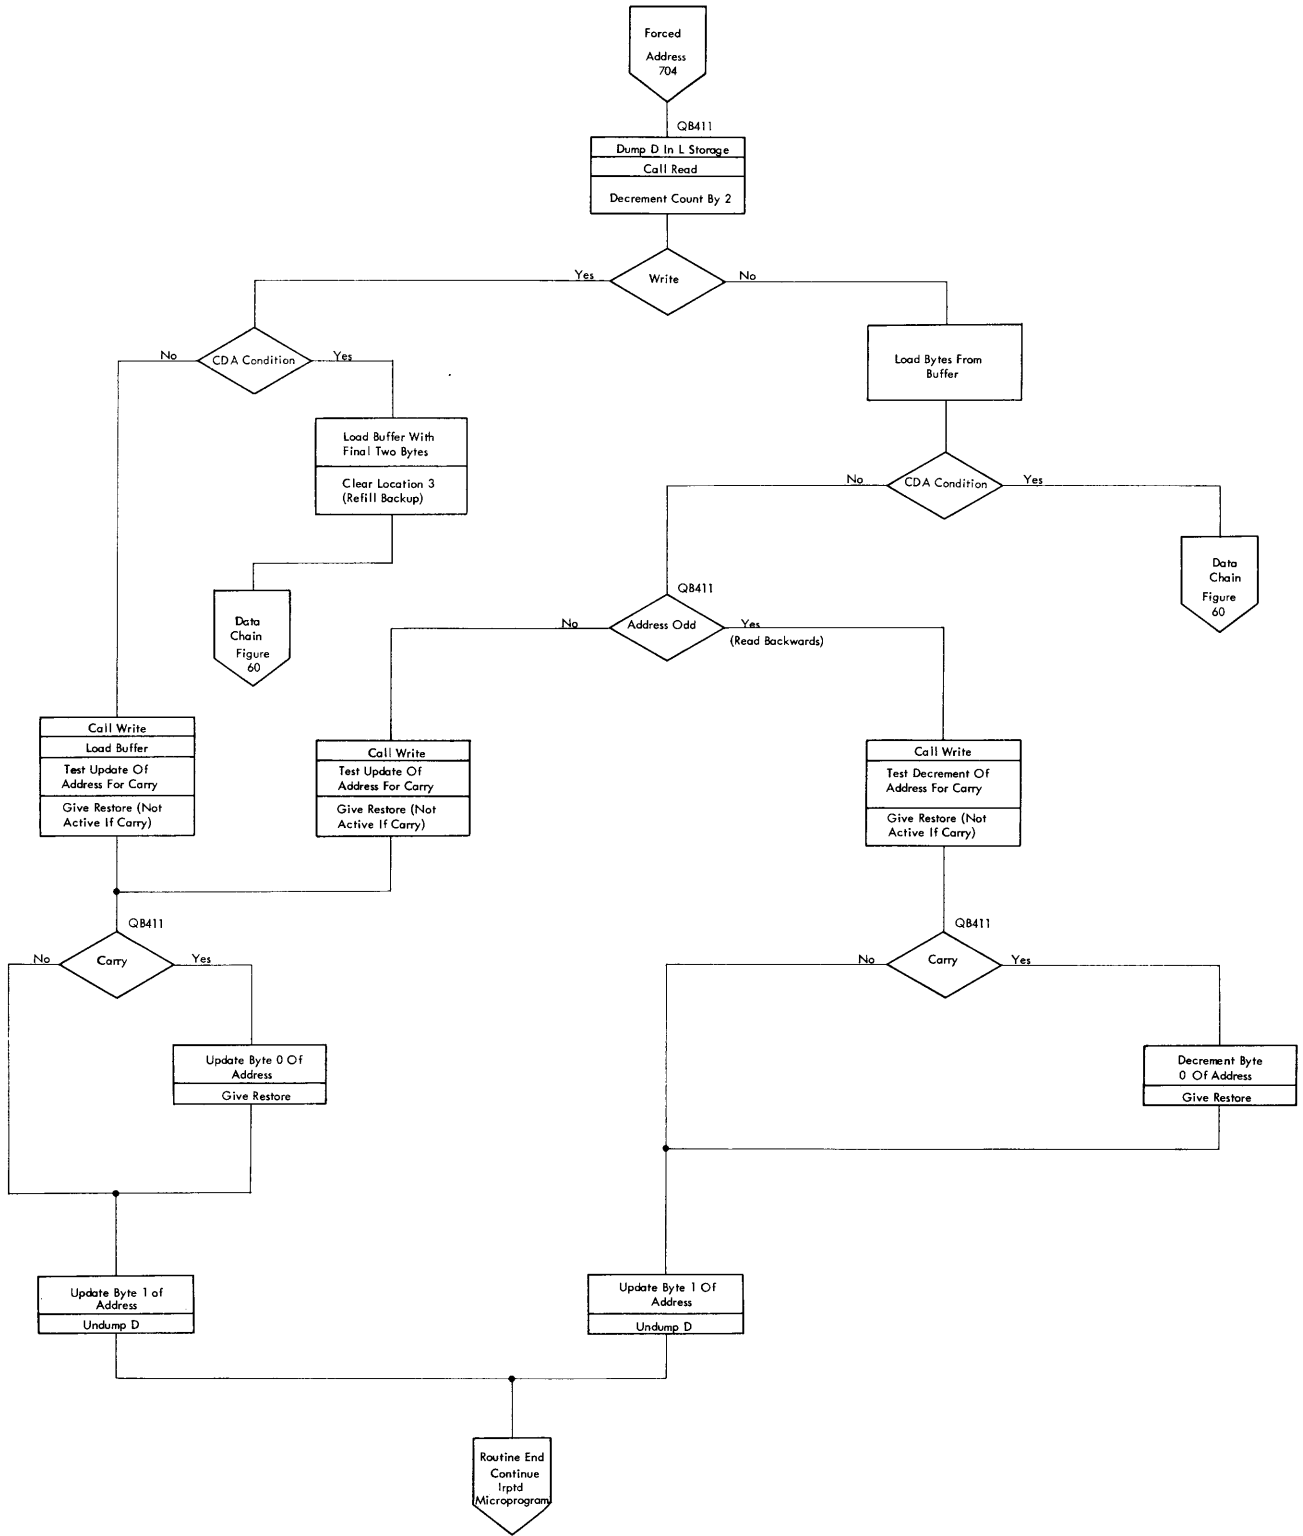 Forced
Address
704
QB411
Dump D In L Storage
Call Read
Decrement Count By 2
Yes
Write
No
No
CDA Condition
Yes
Load Bytes From
Buffer
Load Buffer With
Final Two Bytes
Clear Location 3
(Refill Backup)
No
CDA Condition
Yes
Data
Chain
Figure
60
Data
Chain
Figure
60
QB411
No
Address Odd
Yes
(Read Backwards)
Call Write
Load Buffer
Test Update Of
Address For Carry
Give Restore (Not
Active If Carry)
Call Write
Test Update Of
Address For Carry
Give Restore (Not
Active If Carry)
Call Write
Test Decrement Of
Address For Carry
Give Restore (Not
Active If Carry)
QB411
No
Carry
Yes
QB411
No
Carry
Yes
Update Byte 0 Of
Address
Give Restore
Decrement Byte
0 Of Address
Give Restore
Update Byte 1 of
Address
Undump D
Update Byte 1 Of
Address
Undump D
Routine End
Continue
Irptd
Microprogram